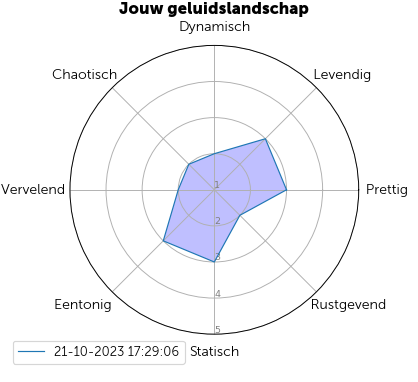 Jouw geluidslandschap
Dynamisch
Chaotisch
Levendig
Vervelend
Prettig
1
2
3
4
5
Eentonig
Rustgevend
21-10-2023 17:29:06
Statisch